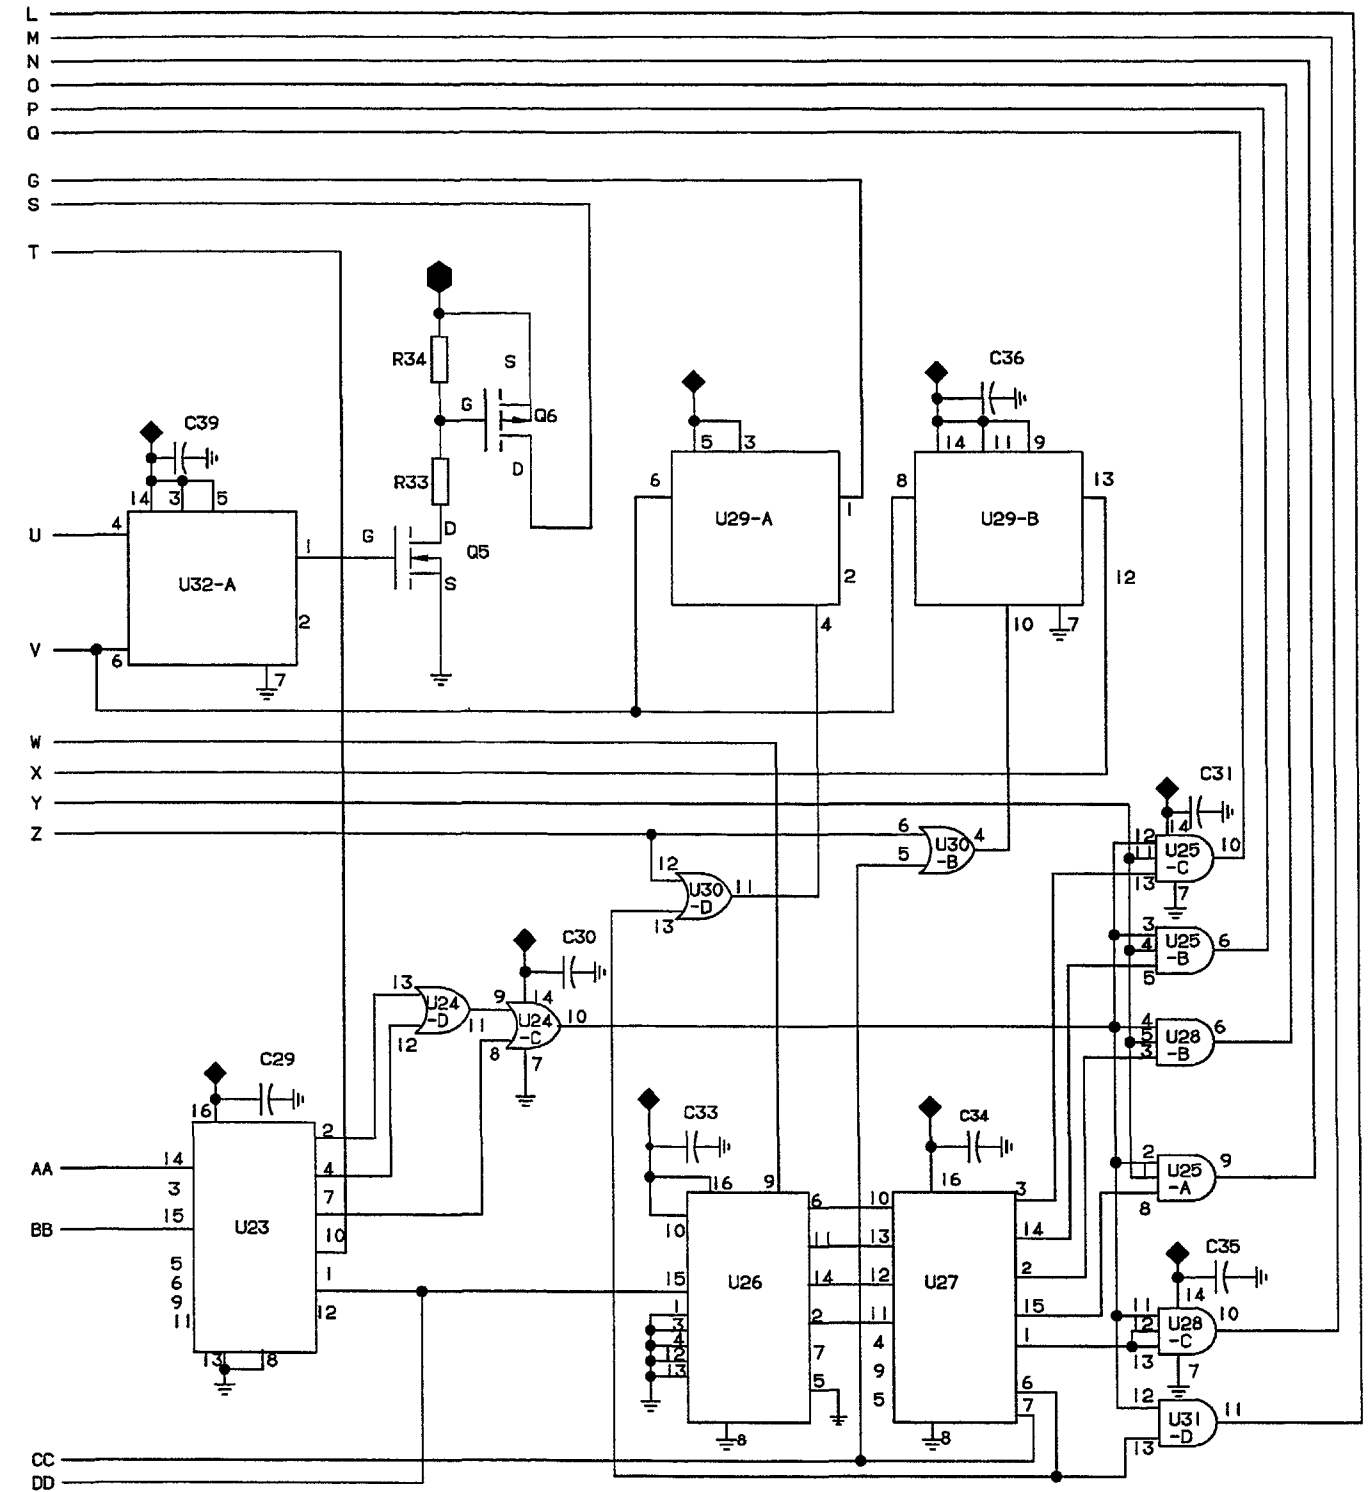 L
M
N
O
P
Q
G
S
T
R34
S
G
Q6
D
R33
D
G
Q5
S
C39
14 3 5
4
U
1
U32-A
2
V
6
7
5 3
6
U29-A
1
2
4
C36
14 11 9
8
13
U29-B
12
10
7
W
X
Y
Z
6
5
U30
-B
4
12
U30
-D
11
13
C31
14
12
11
13
U25
-C
10
7
3
4
5
U25
-B
6
4
5
3
U28
-B
6
2
1
8
U25
-A
9
C35
14
11
12
13
U28
-C
10
7
12
U31
-D
11
13
C30
13
U24
-D
11
12
9
14
U24
-C
10
8
7
C29
16
2
AA
14
4
3
7
15
BB
U23
10
5
1
6
9
12
11
13
8
C33
16
9
10
6
11
15
U26
14
1
2
3
4
7
12
13
5
8
C34
16
3
10
14
13
2
12
U27
15
11
1
4
9
6
5
7
8
CC
DD